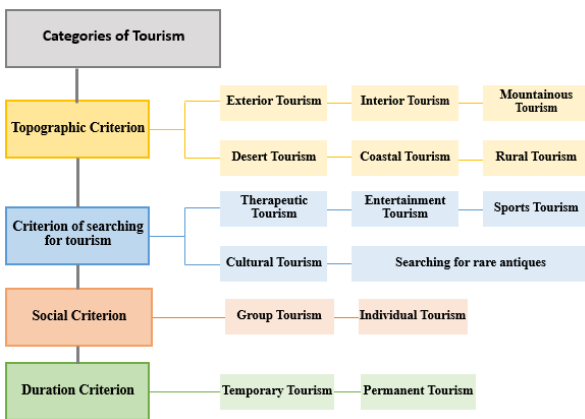 Categories of Tourism
Topographic Criterion
Exterior Tourism
Interior Tourism
Mountainous
Tourism
Desert Tourism
Coastal Tourism
Rural Tourism
Criterion of searching
for tourism
Therapeutic
Tourism
Entertainment
Tourism
Sports Tourism
Cultural Tourism
Searching for rare antiques
Social Criterion
Group Tourism
Individual Tourism
Duration Criterion
Temporary Tourism
Permanent Tourism